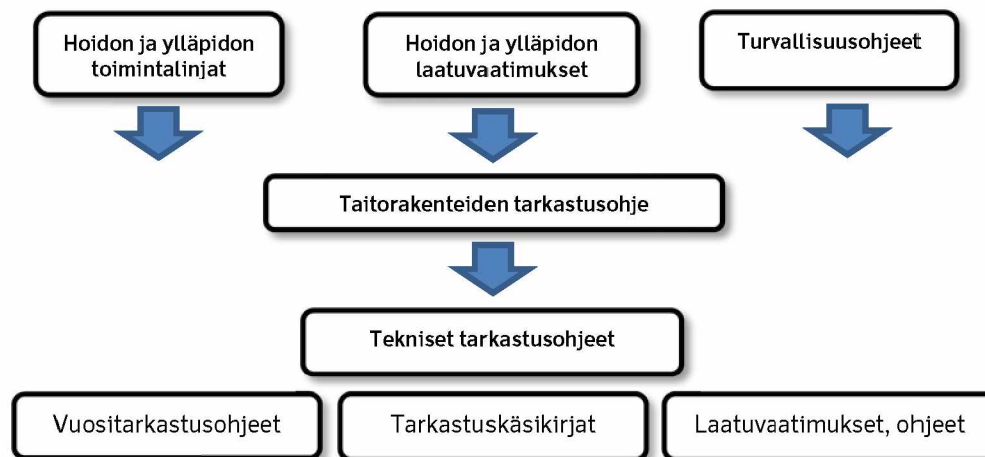 Hoidon ja ylläpidon
toimintalinjat
Hoidon ja ylläpidon
laatuvaatimukset
Turvallisuusohjeet
Taitorakenteiden tarkastusohje
Tekniset tarkastusohjeet
Vuositarkastusohjeet
Tarkastuskäsikirjat
Laatuvaatimukset, ohjeet